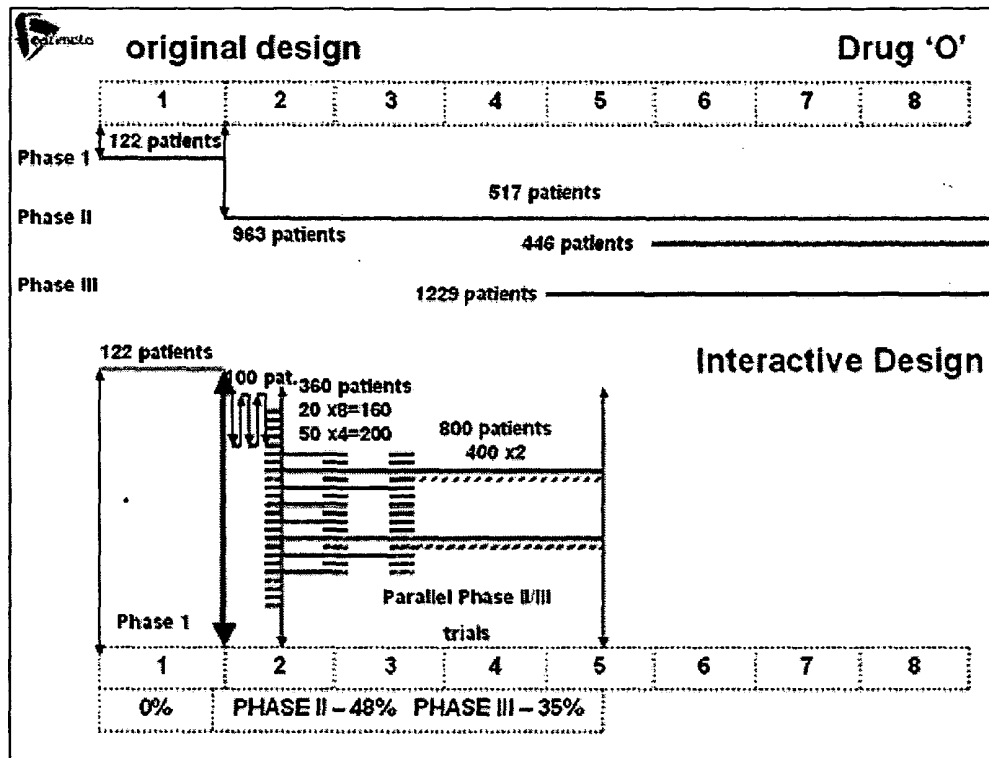 original design
Drug ‘O’
1 2 3 4 5 6 7 8
122 patients
Phase 1
517 patients
Phase II
963 patients
446 patients
Phase III
1229 patients
122 patients
Interactive Design
100 pat.
360 patients
20 x8=160
50 x4=200
800 patients
400 x2
Parallel Phase II/III
trials
Phase 1
1 2 3 4 5 6 7 8
0% PHASE II – 48% PHASE III – 35%